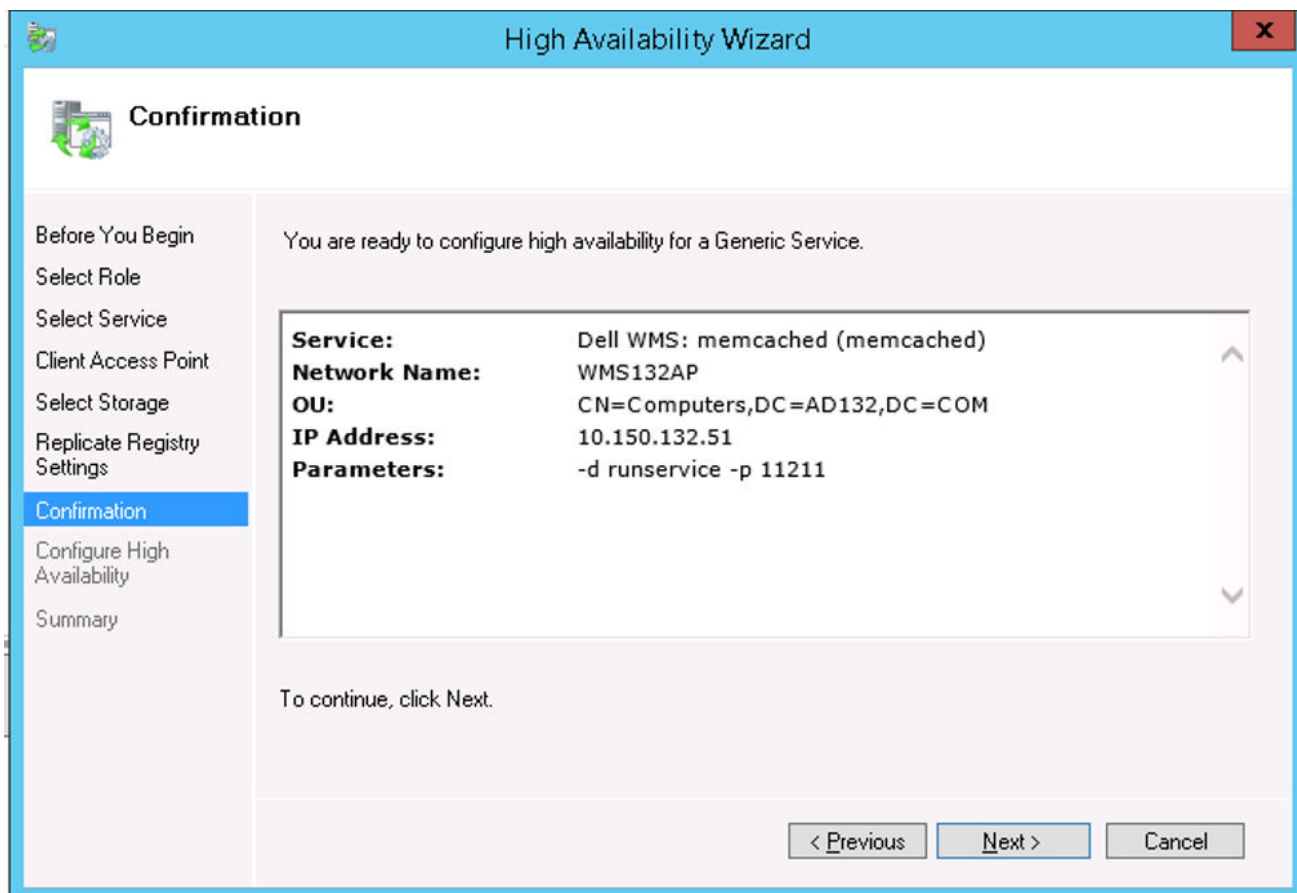 High Availability Wizard
x
Confirmation
Before You Begin
Select Role
Select Service
Client Access Point
Select Storage
Replicate Registry
Settings
Confirmation
Configure High
Availability
Summary
You are ready to configure high availability for a Generic Service.
Service: Dell WMS: memcached (memcached)
Network Name: WMS132AP
OU: CN=Computers,DC=AD132,DC=COM
IP Address: 10.150.132.51
Parameters: -d runservice -p 11211
To continue, click Next.
< Previous Next > Cancel